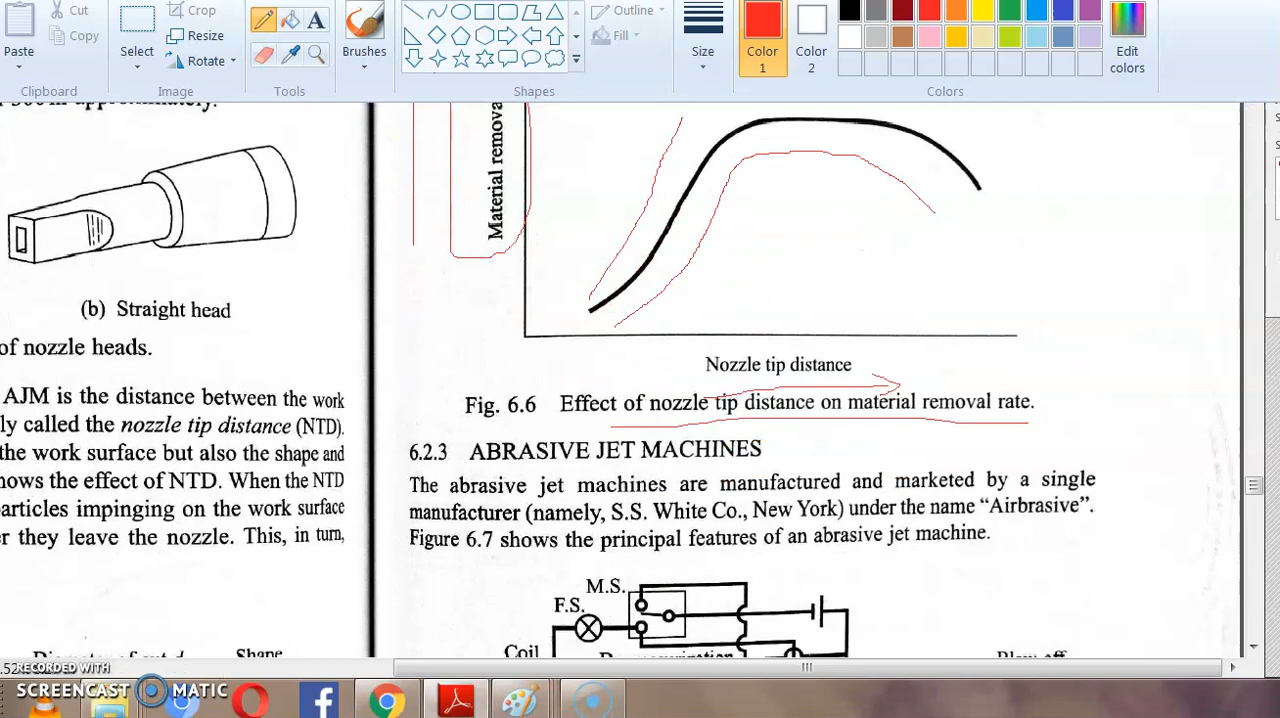 Cut
Copy
Paste
Clipboard
Select
Crop
Resize
Rotate
Image
A
Tools
Brushes
Shapes
Outline
Fill
Size
Color
1
Color
2
Edit
colors
Colors
(b) Straight head
of nozzle heads.
AJM is the distance between the work
ly called the nozzle tip distance (NTD).
the work surface but also the shape and
nows the effect of NTD. When the NTD
articles impinging on the work surface
er they leave the nozzle. This, in turn,
Shape
Material remova
Nozzle tip distance
Fig. 6.6 Effect of nozzle tip distance on material removal rate.
6.2.3 ABRASIVE JET MACHINES
The abrasive jet machines are manufactured and marketed by a single
manufacturer (namely, S.S. White Co., New York) under the name “Airbrasive”.
Figure 6.7 shows the principal features of an abrasive jet machine.
M.S.
F.S.
Coil
RECORDED WITH
SCREENCAST MATIC